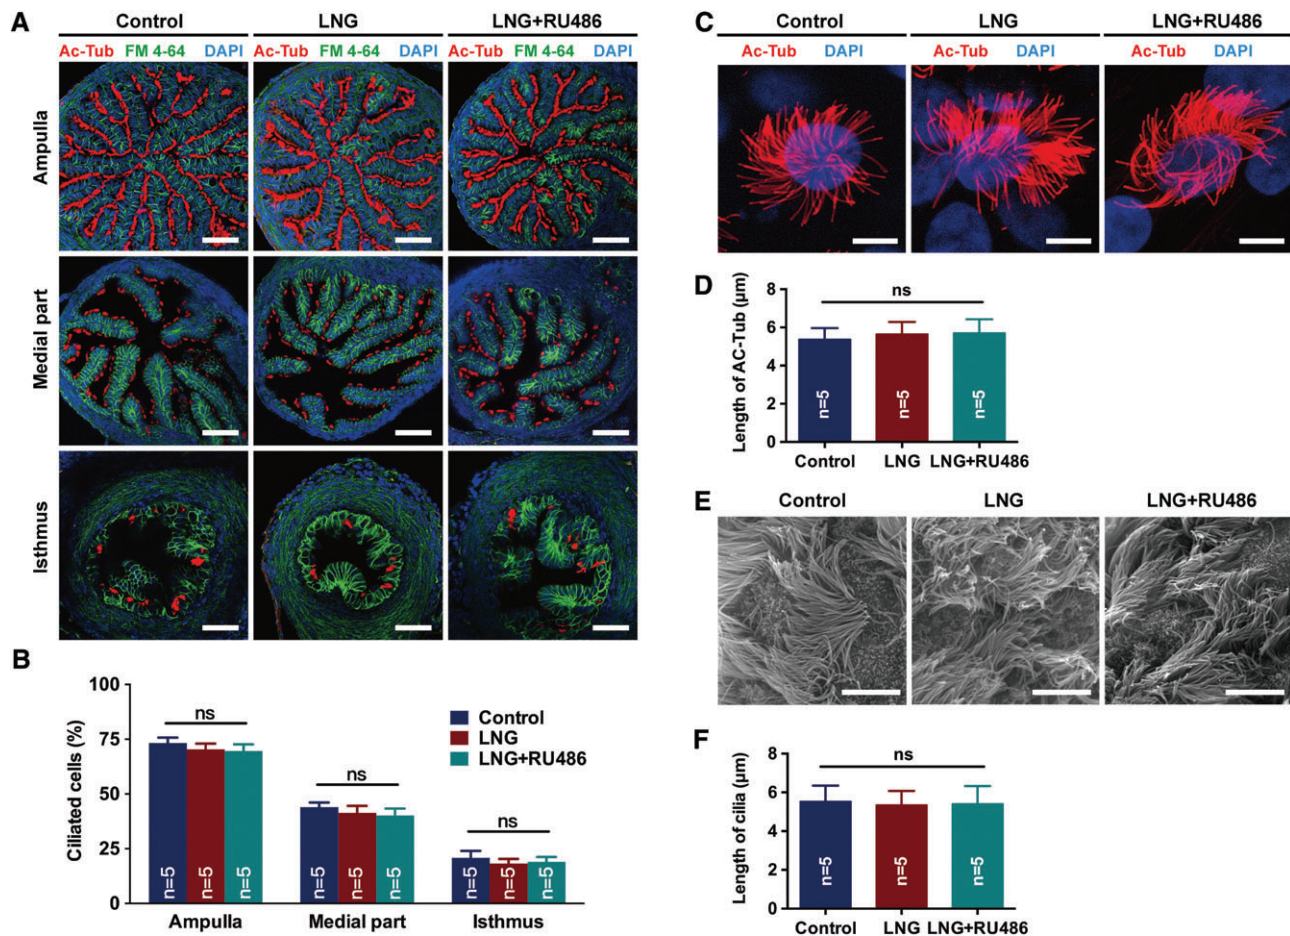 A
Control LNG LNG+RU486
Ac-Tub FM 4-64 DAPI Ac-Tub FM 4-64 DAPI Ac-Tub FM 4-64 DAPI
Ampulla
Medial part
Isthmus
B
Ciliated cells (%)
100
75
50
25
0
ns
ns
ns
Control
LNG
LNG+RU486
n=5 n=5 n=5 n=5 n=5 n=5 n=5 n=5 n=5
Ampulla Medial part Isthmus
C
Control LNG LNG+RU486
Ac-Tub DAPI Ac-Tub DAPI Ac-Tub DAPI
D
Length of AC-Tub (μm)
8
6
4
2
0
ns
n=5 n=5 n=5
Control LNG LNG+RU486
E
Control LNG LNG+RU486
F
Length of cilia (μm)
8
6
4
2
0
ns
n=5 n=5 n=5
Control LNG LNG+RU486